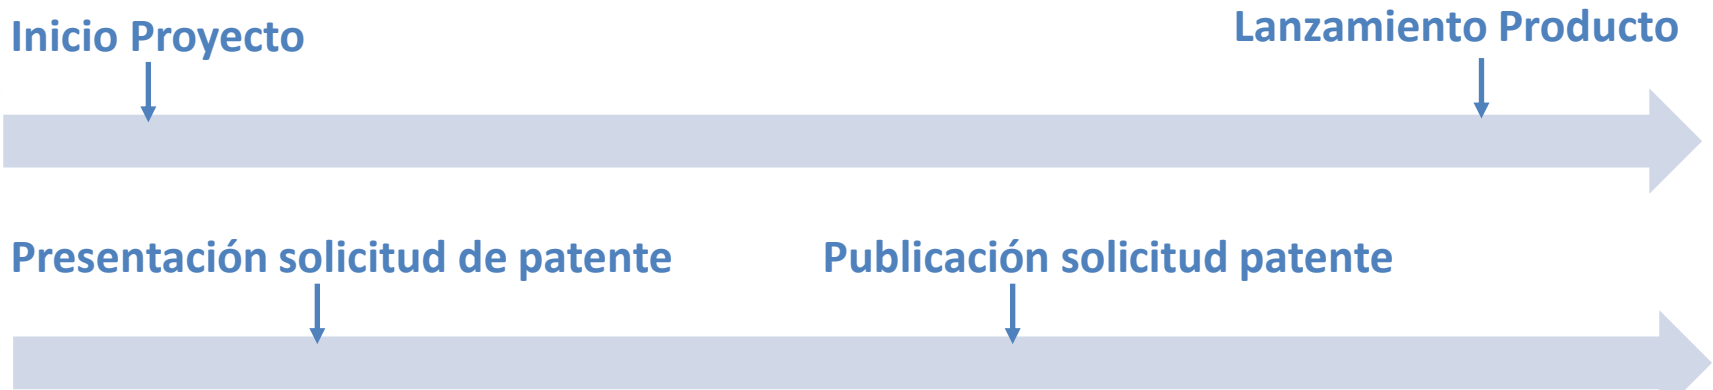 Inicio Proyecto
Lanzamiento Producto
Presentación solicitud de patente
Publicación solicitud patente